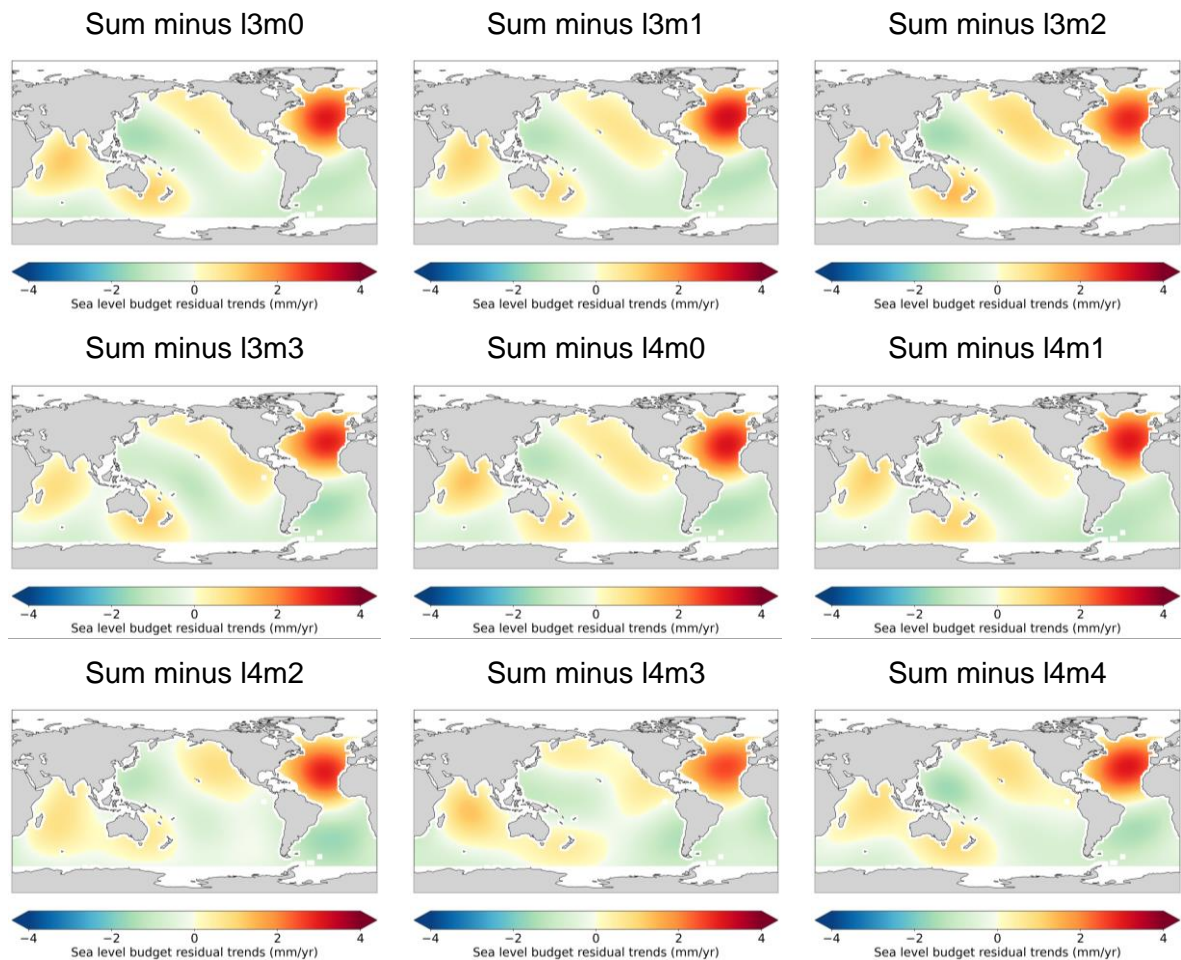 Sum minus l3m0
Sum minus l3m1
Sum minus l3m2
−4 −2 0 2 4
Sea level budget residual trends (mm/yr)
−4 −2 0 2 4
Sea level budget residual trends (mm/yr)
−4 −2 0 2 4
Sea level budget residual trends (mm/yr)
Sum minus l3m3
Sum minus l4m0
Sum minus l4m1
−4 −2 0 2 4
Sea level budget residual trends (mm/yr)
−4 −2 0 2 4
Sea level budget residual trends (mm/yr)
−4 −2 0 2 4
Sea level budget residual trends (mm/yr)
Sum minus l4m2
Sum minus l4m3
Sum minus l4m4
−4 −2 0 2 4
Sea level budget residual trends (mm/yr)
−4 −2 0 2 4
Sea level budget residual trends (mm/yr)
−4 −2 0 2 4
Sea level budget residual trends (mm/yr)